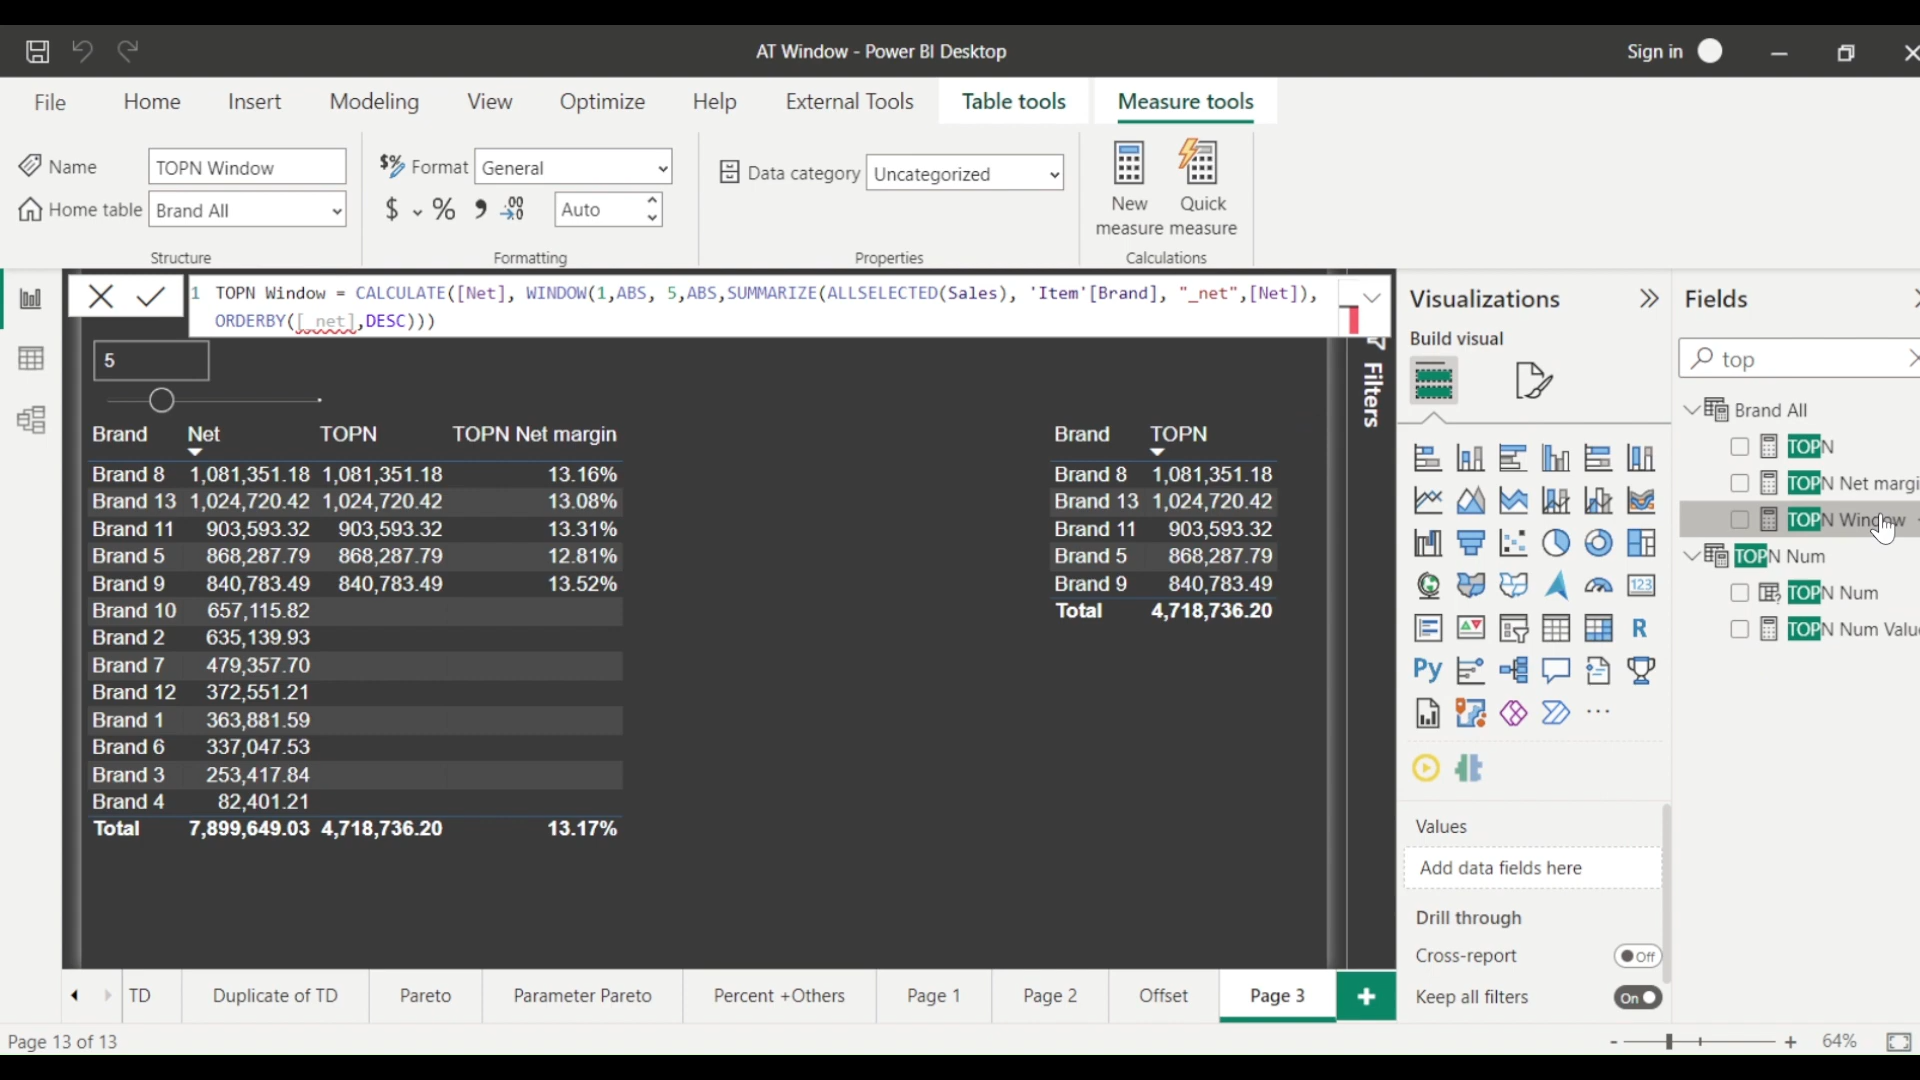 AT Window - Power BI Desktop
Sign in
File Home Insert Modeling View Optimize Help External Tools Table tools Measure tools
Name TOPN Window
Home table Brand All
Structure
$% Format General
$ % , .00 Auto
Formatting
Data category Uncategorized
Properties
New measure
Quick measure
Calculations
1 TOPN Window = CALCULATE([Net], WINDOW(1,ABS, 5,ABS,SUMMARIZE(ALLSELECTED(Sales), 'Item'[Brand], "_net",[Net]),
ORDERBY([_net],DESC)))
5
Brand Net TOPN TOPN Net margin
Brand 8 1,081,351.18 1,081,351.18 13.16%
Brand 13 1,024,720.42 1,024,720.42 13.08%
Brand 11 903,593.32 903,593.32 13.31%
Brand 5 868,287.79 868,287.79 12.81%
Brand 9 840,783.49 840,783.49 13.52%
Brand 10 657,115.82
Brand 2 635,139.93
Brand 7 479,357.70
Brand 12 372,551.21
Brand 1 363,881.59
Brand 6 337,047.53
Brand 3 253,417.84
Brand 4 82,401.21
Total 7,899,649.03 4,718,736.20 13.17%
Brand TOPN
Brand 8 1,081,351.18
Brand 13 1,024,720.42
Brand 11 903,593.32
Brand 5 868,287.79
Brand 9 840,783.49
Total 4,718,736.20
Filters
Visualizations
Build visual
123
R
Py
Values
Add data fields here
Drill through
Cross-report Off
Keep all filters On
Fields
top
Brand All
TOPN
TOPN Net margi
TOPN Window
TOPN Num
TOPN Num
TOPN Num Valu
TD Duplicate of TD Pareto Parameter Pareto Percent +Others Page 1 Page 2 Offset Page 3
Page 13 of 13
- + 64%